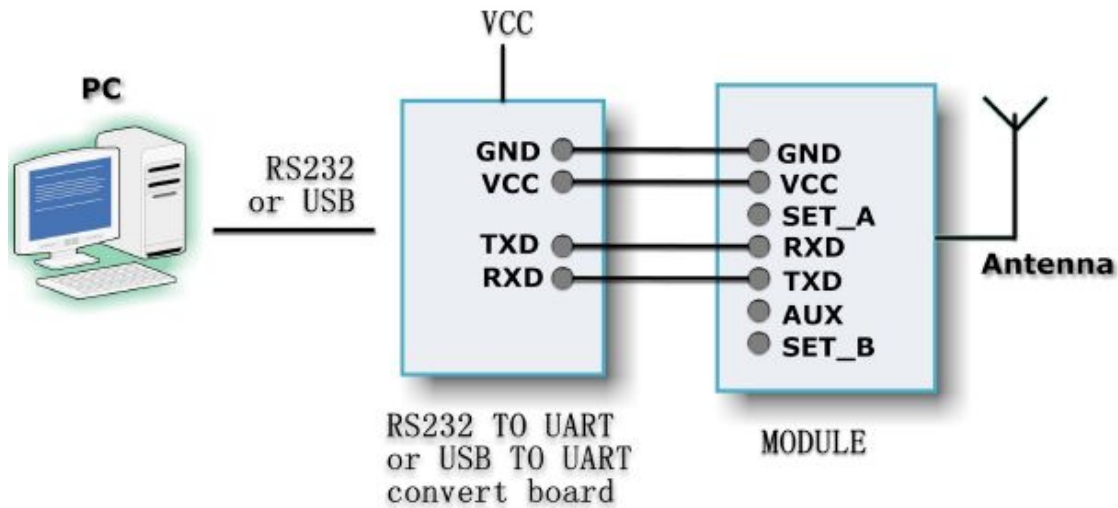 VCC
PC
RS232
or USB
GND
VCC
TXD
RXD
GND
VCC
SET_A
RXD
TXD
AUX
SET_B
Antenna
RS232 TO UART
or USB TO UART
convert board
MODULE